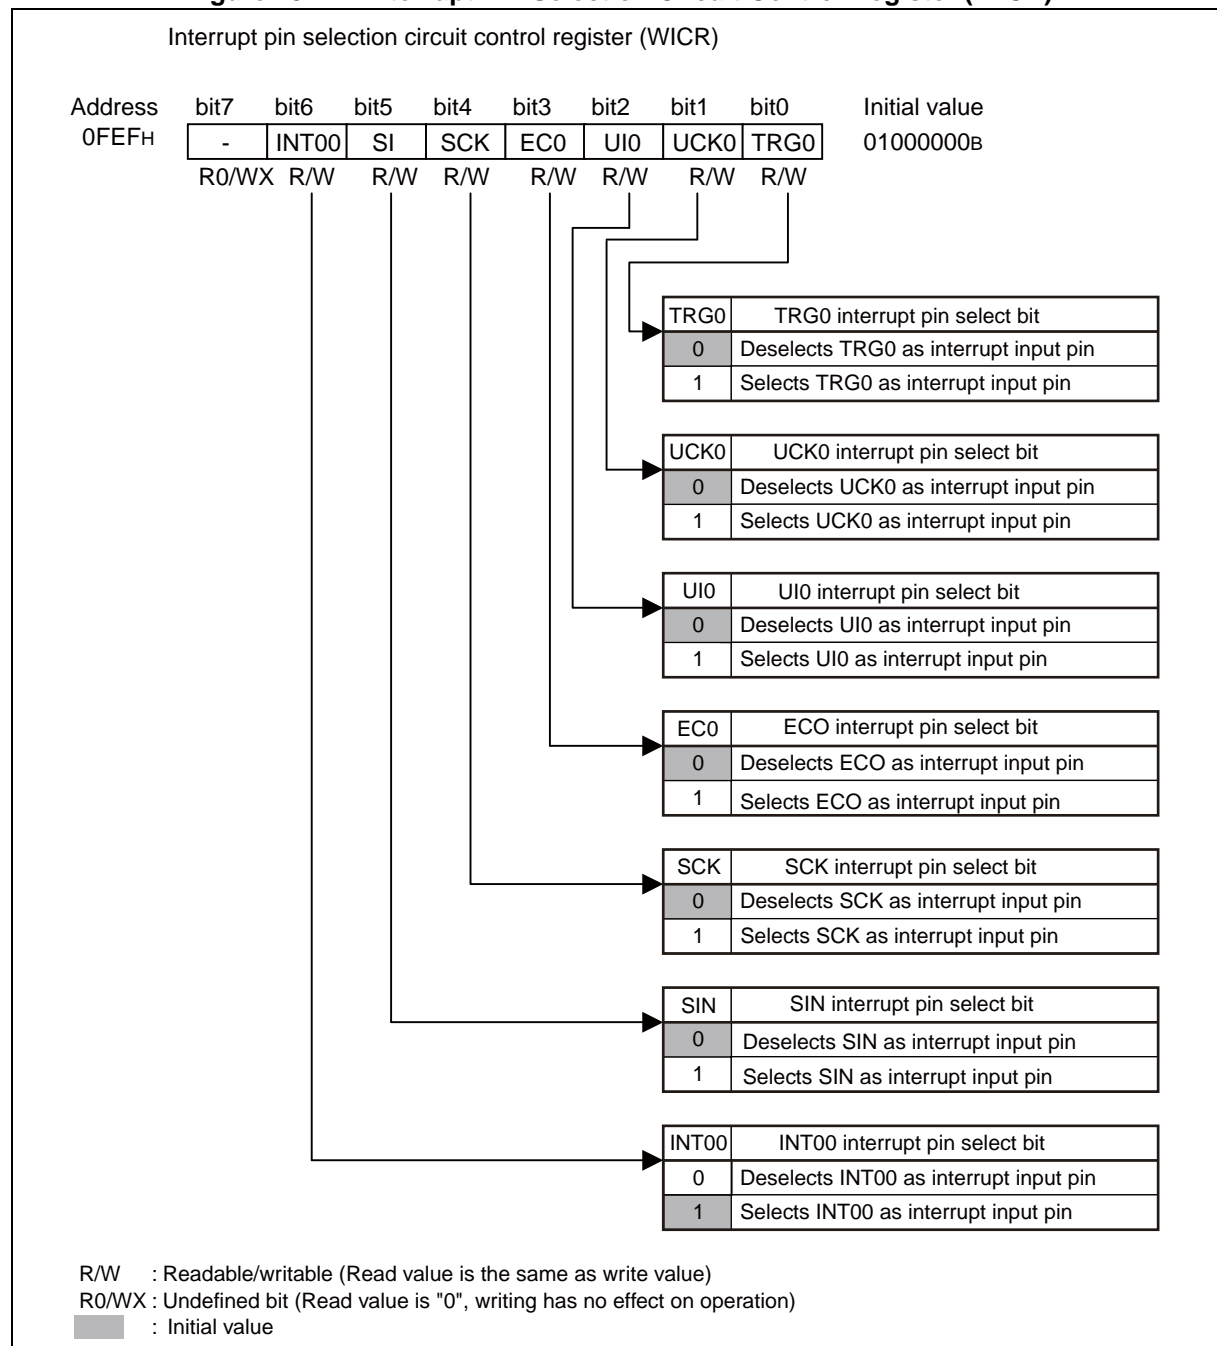 Interrupt pin selection circuit control register (WICR)
Address bit7 bit6 bit5 bit4 bit3 bit2 bit1 bit0 Initial value
0FEFH - INT00 SI SCK EC0 UI0 UCK0 TRG0 01000000B
R0/WX R/W R/W R/W R/W R/W R/W R/W
TRG0 TRG0 interrupt pin select bit
0 Deselects TRG0 as interrupt input pin
1 Selects TRG0 as interrupt input pin
UCK0 UCK0 interrupt pin select bit
0 Deselects UCK0 as interrupt input pin
1 Selects UCK0 as interrupt input pin
UI0 UI0 interrupt pin select bit
0 Deselects UI0 as interrupt input pin
1 Selects UI0 as interrupt input pin
EC0 ECO interrupt pin select bit
0 Deselects ECO as interrupt input pin
1 Selects ECO as interrupt input pin
SCK SCK interrupt pin select bit
0 Deselects SCK as interrupt input pin
1 Selects SCK as interrupt input pin
SIN SIN interrupt pin select bit
0 Deselects SIN as interrupt input pin
1 Selects SIN as interrupt input pin
INT00 INT00 interrupt pin select bit
0 Deselects INT00 as interrupt input pin
1 Selects INT00 as interrupt input pin
R/W : Readable/writable (Read value is the same as write value)
R0/WX : Undefined bit (Read value is "0", writing has no effect on operation)
: Initial value